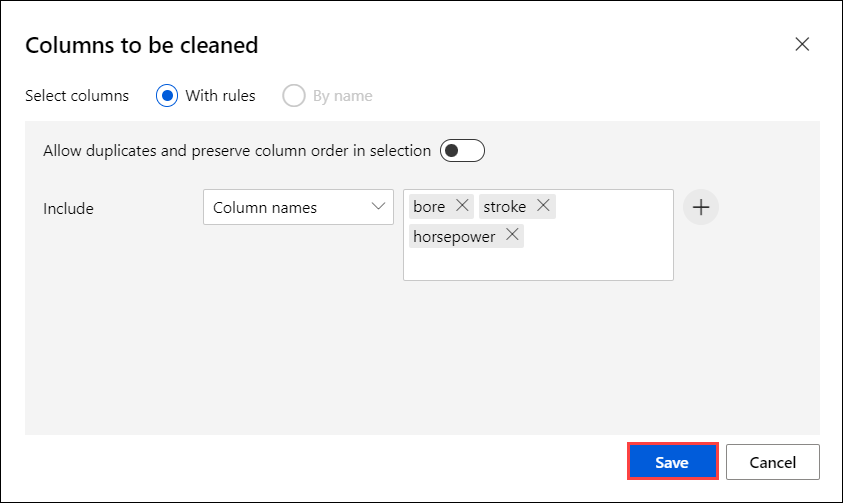 Columns to be cleaned
Select columns With rules By name
Allow duplicates and preserve column order in selection
Include Column names bore stroke
horsepower
Save Cancel